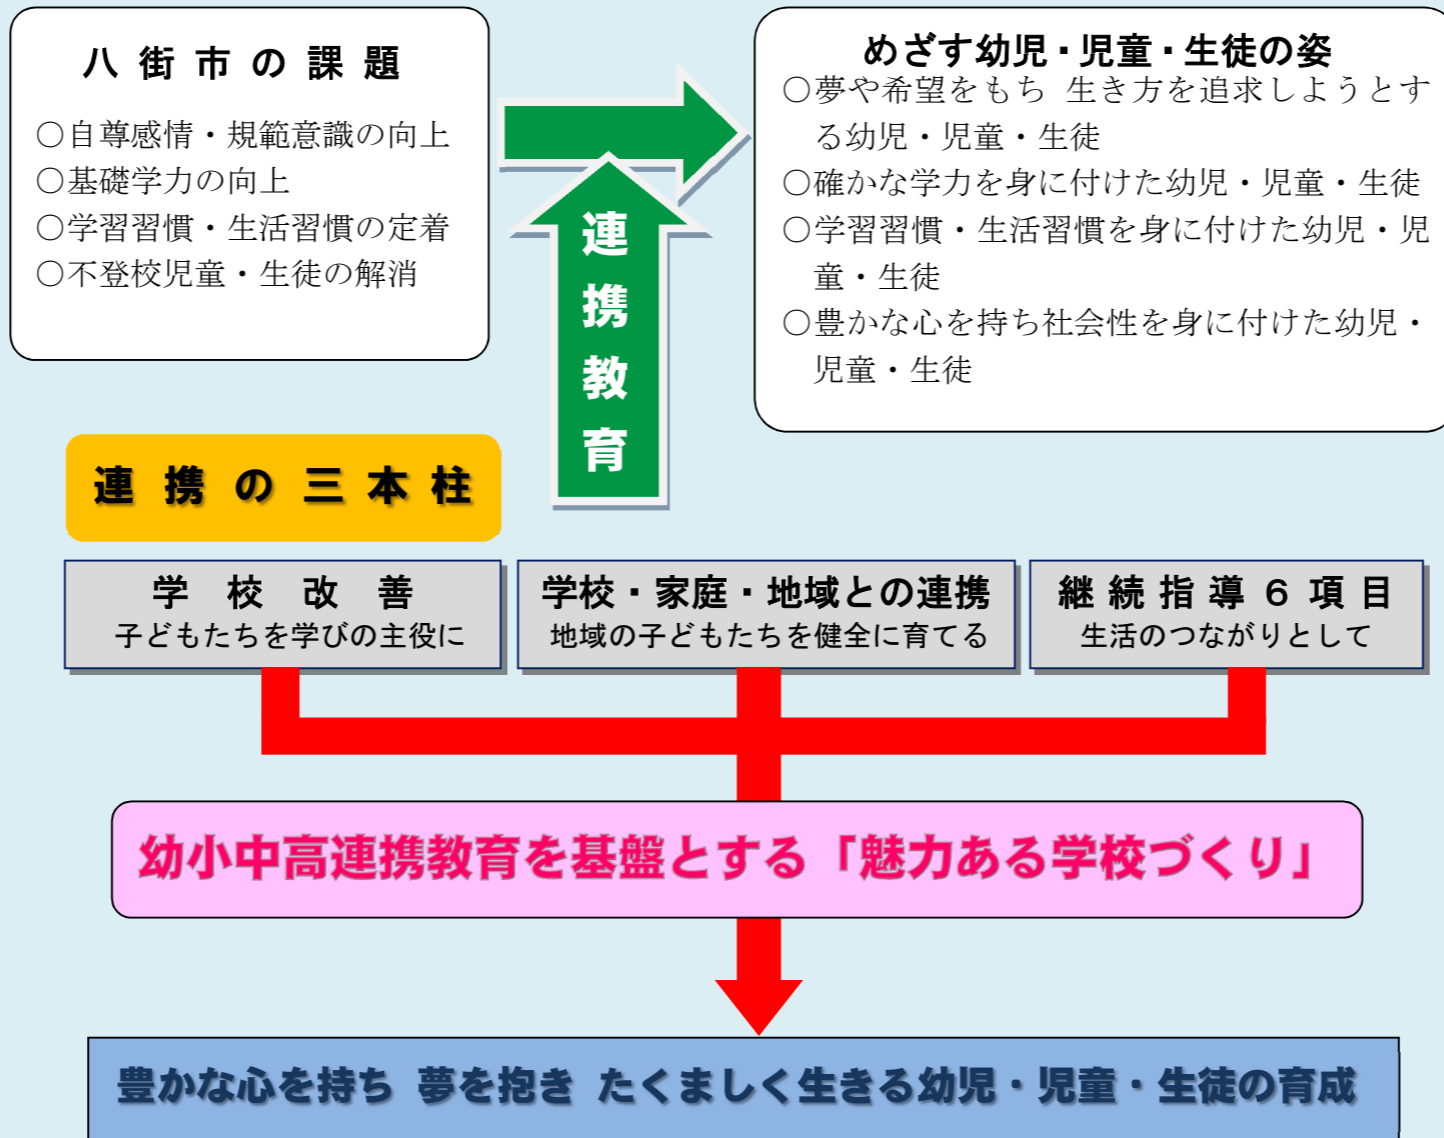 八街市の課題
○自尊感情・規範意識の向上
○基礎学力の向上
○学習習慣・生活習慣の定着
○不登校児童・生徒の解消
めざす幼児・児童・生徒の姿
○夢や希望をもち 生き方を追求しようとす
る幼児・児童・生徒
○確かな学力を身に付けた幼児・児童・生徒
○学習習慣・生活習慣を身に付けた幼児・児
童・生徒
○豊かな心を持ち社会性を身に付けた幼児・
児童・生徒
連携教育
連携の三本柱
学校改善
子どもたちを学びの主役に
学校・家庭・地域との連携
地域の子どもたちを健全に育てる
継続指導６項目
生活のつながりとして
幼小中高連携教育を基盤とする「魅力ある学校づくり」
豊かな心を持ち 夢を抱き たくましく生きる幼児・児童・生徒の育成